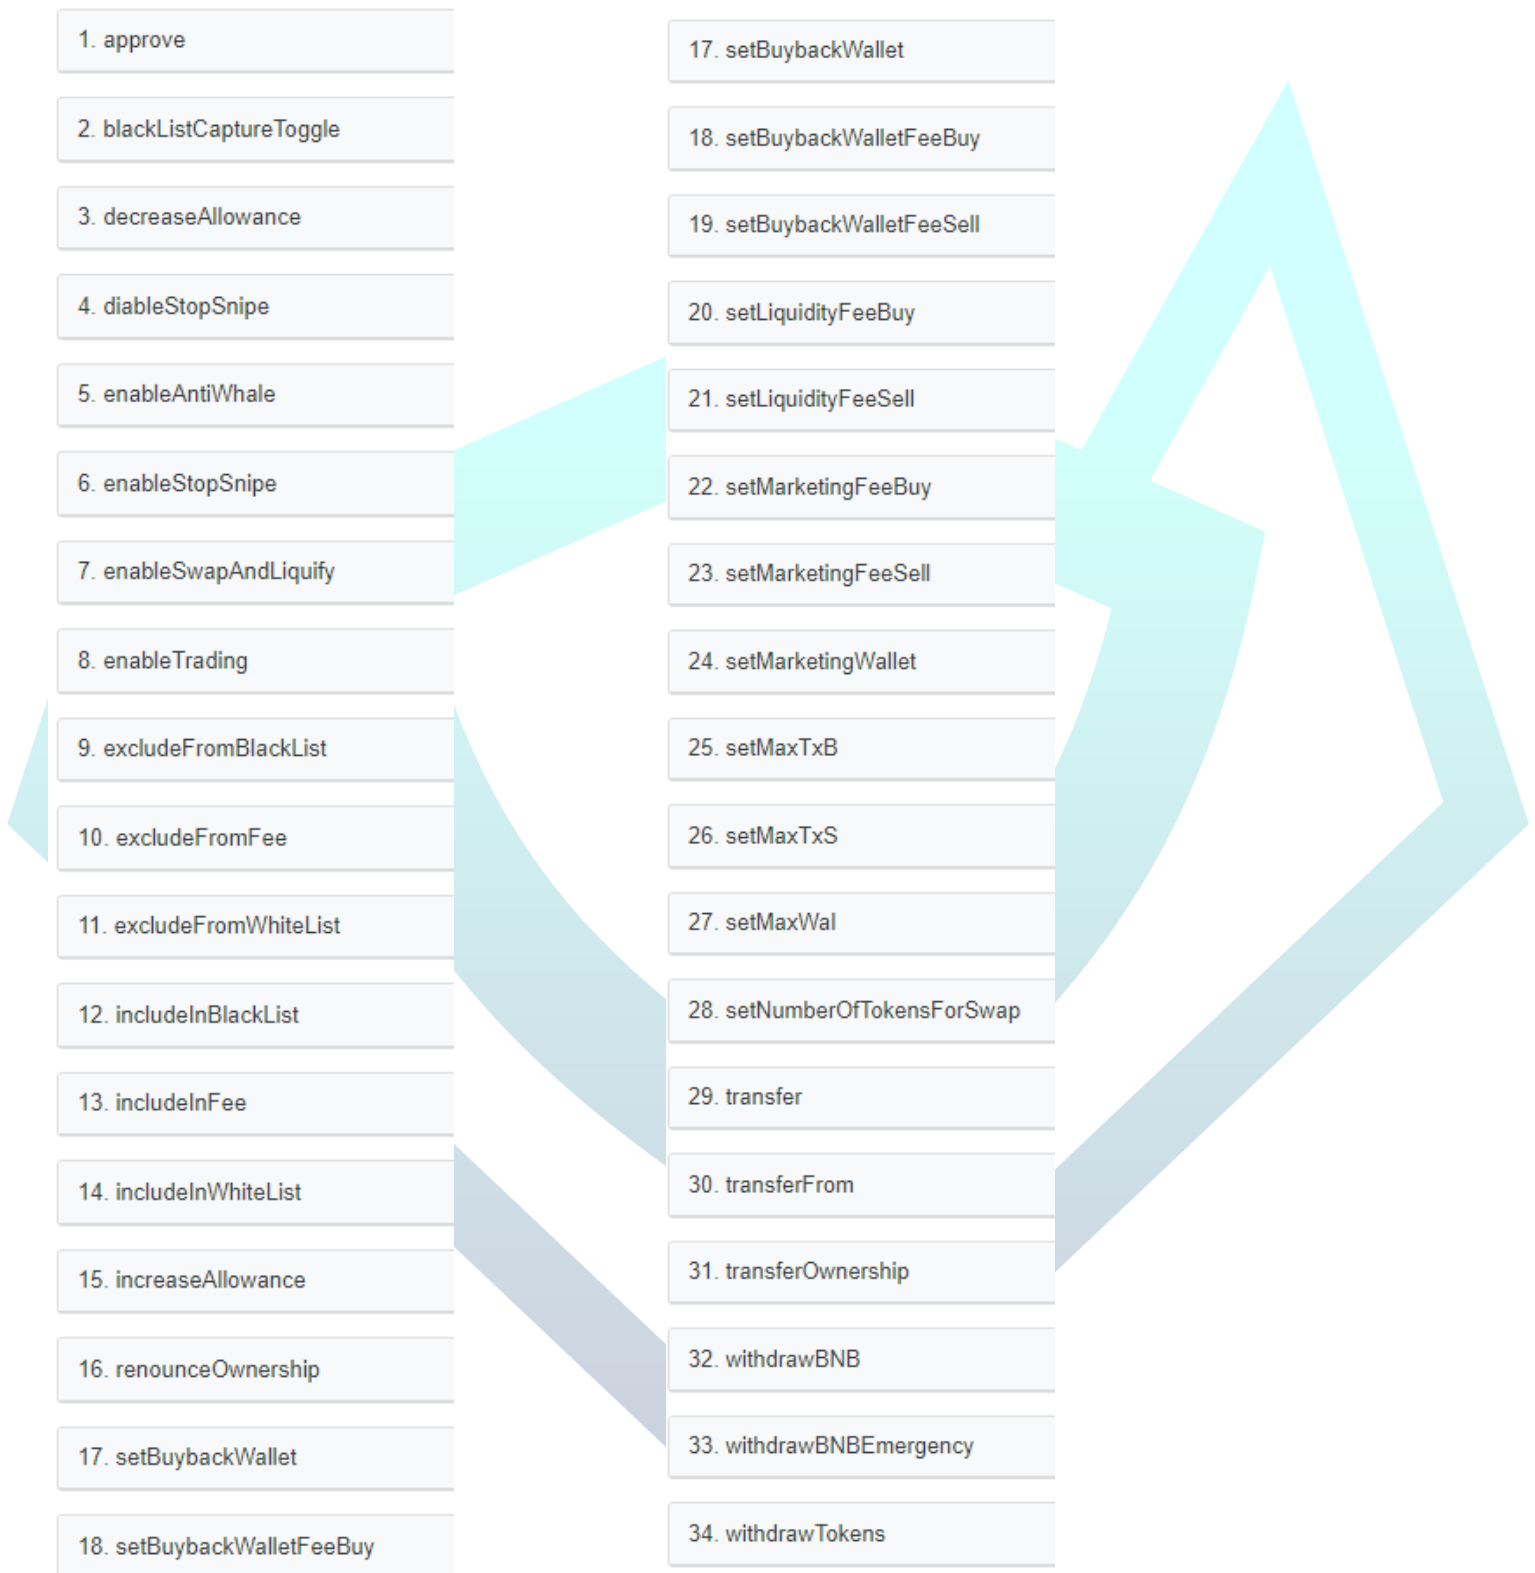 1. approve
2. blackListCaptureToggle
3. decreaseAllowance
4. diableStopSnipe
5. enableAntiWhale
6. enableStopSnipe
7. enableSwapAndLiquify
8. enableTrading
9. excludeFromBlackList
10. excludeFromFee
11. excludeFromWhiteList
12. includeInBlackList
13. includeInFee
14. includeInWhiteList
15. increaseAllowance
16. renounceOwnership
17. setBuybackWallet
18. setBuybackWalletFeeBuy
17. setBuybackWallet
18. setBuybackWalletFeeBuy
19. setBuybackWalletFeeSell
20. setLiquidityFeeBuy
21. setLiquidityFeeSell
22. setMarketingFeeBuy
23. setMarketingFeeSell
24. setMarketingWallet
25. setMaxTxB
26. setMaxTxS
27. setMaxWal
28. setNumberOfTokensForSwap
29. transfer
30. transferFrom
31. transferOwnership
32. withdrawBNB
33. withdrawBNBEmergency
34. withdrawTokens